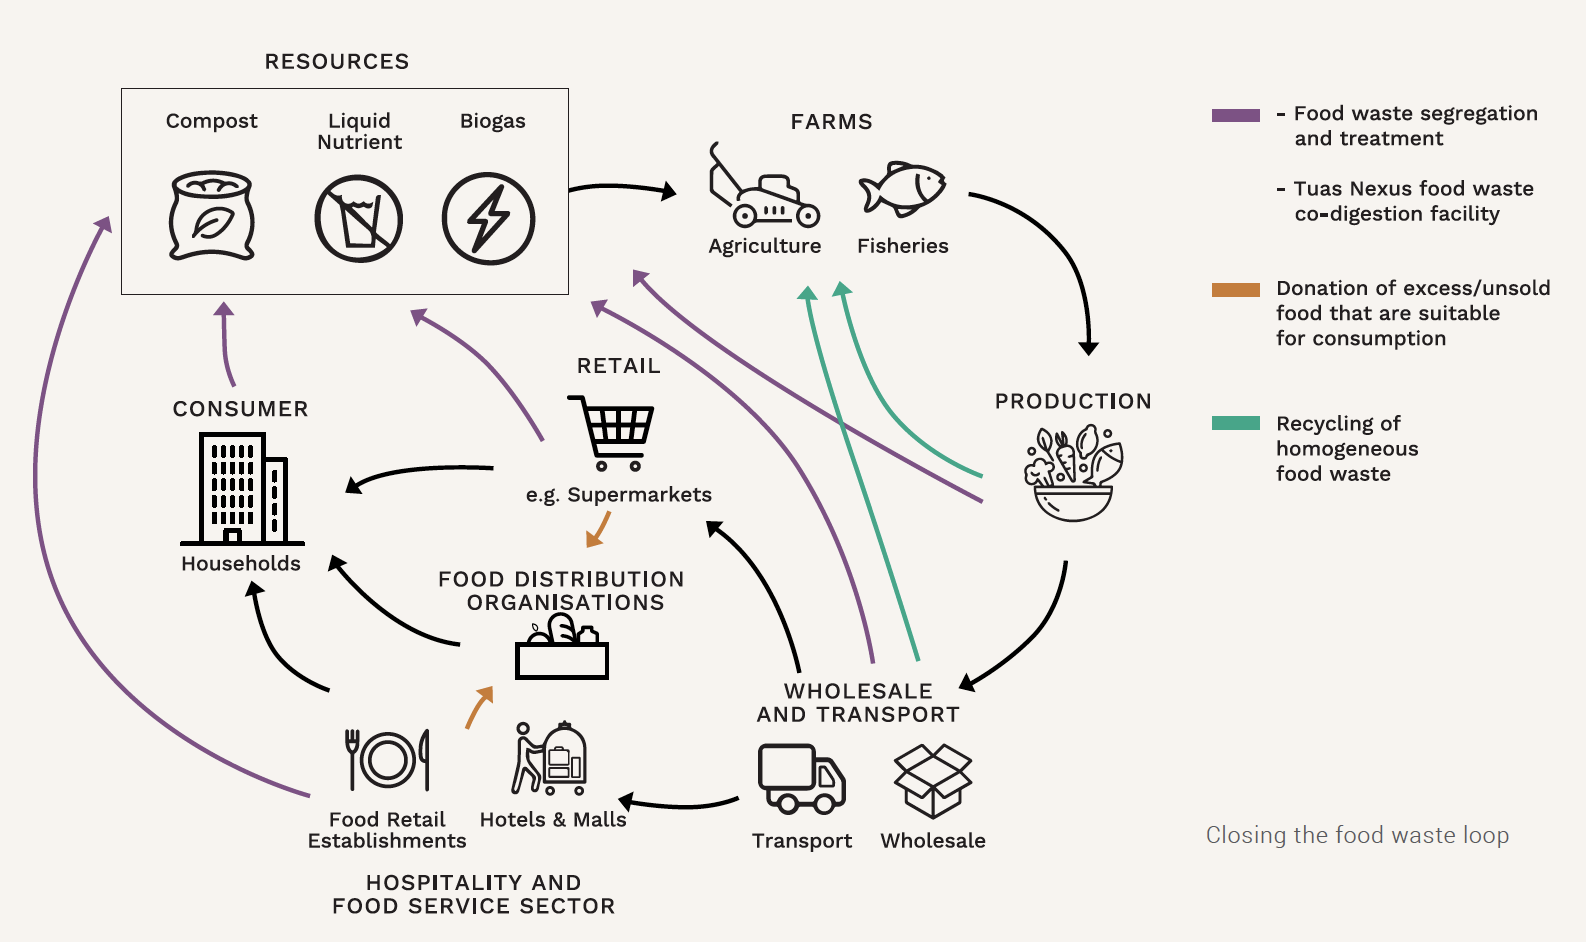 RESOURCES
Compost
Liquid
Nutrient
Biogas
FARMS
Agriculture
Fisheries
- Food waste segregation
and treatment
- Tuas Nexus food waste
co-digestion facility
Donation of excess/unsold
food that are suitable
for consumption
Recycling of
homogeneous
food waste
RETAIL
e.g. Supermarkets
CONSUMER
Households
PRODUCTION
FOOD DISTRIBUTION
ORGANISATIONS
WHOLESALE
AND TRANSPORT
Transport
Wholesale
Food Retail
Establishments
Hotels & Malls
HOSPITALITY AND
FOOD SERVICE SECTOR
Closing the food waste loop